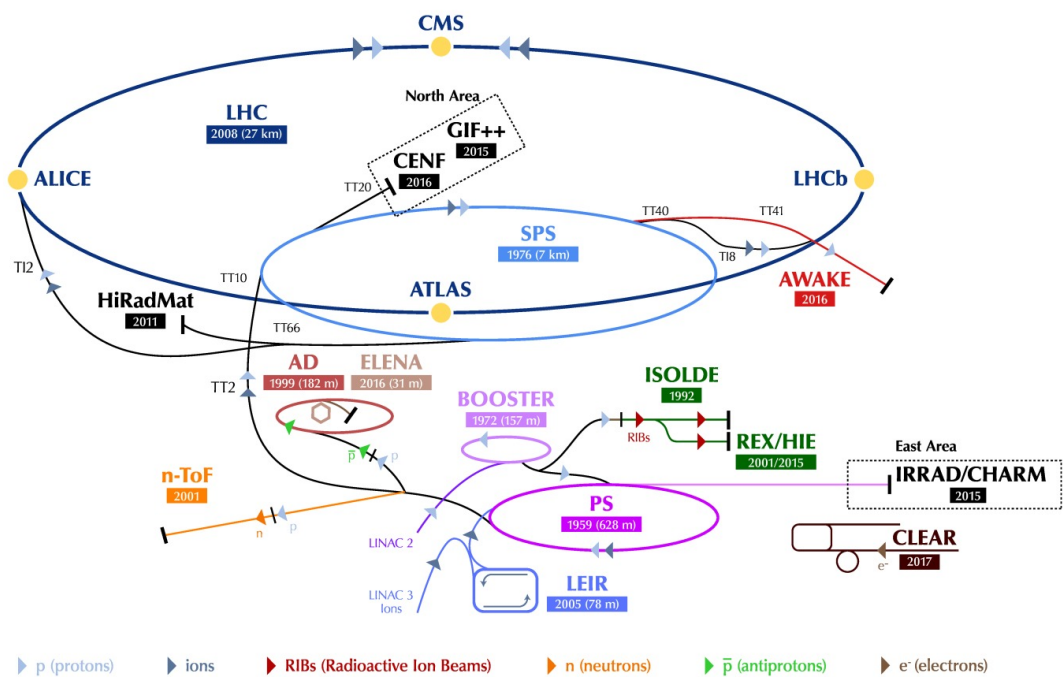 CMS
North Area
LHC
2008 (27 km)
GIF++
2015
CENF
2016
TT20
ALICE
LHCb
TT40
TT41
SPS
1976 (7 km)
TI8
TI2
TT10
AWAKE
2016
ATLAS
HiRadMat
2011
TT66
AD
1999 (182 m)
ELENA
2016 (31 m)
TT2
ISOLDE
1992
BOOSTER
1972 (157 m)
RIBs
REX/HIE
2001/2015
p̅
p
East Area
IRRAD/CHARM
2015
n-ToF
2001
n
p
PS
1959 (628 m)
LINAC 2
CLEAR
2017
e-
LINAC 3
Ions
LEIR
2005 (78 m)
p (protons)
ions
RIBs (Radioactive Ion Beams)
n (neutrons)
p̅ (antiprotons)
e- (electrons)